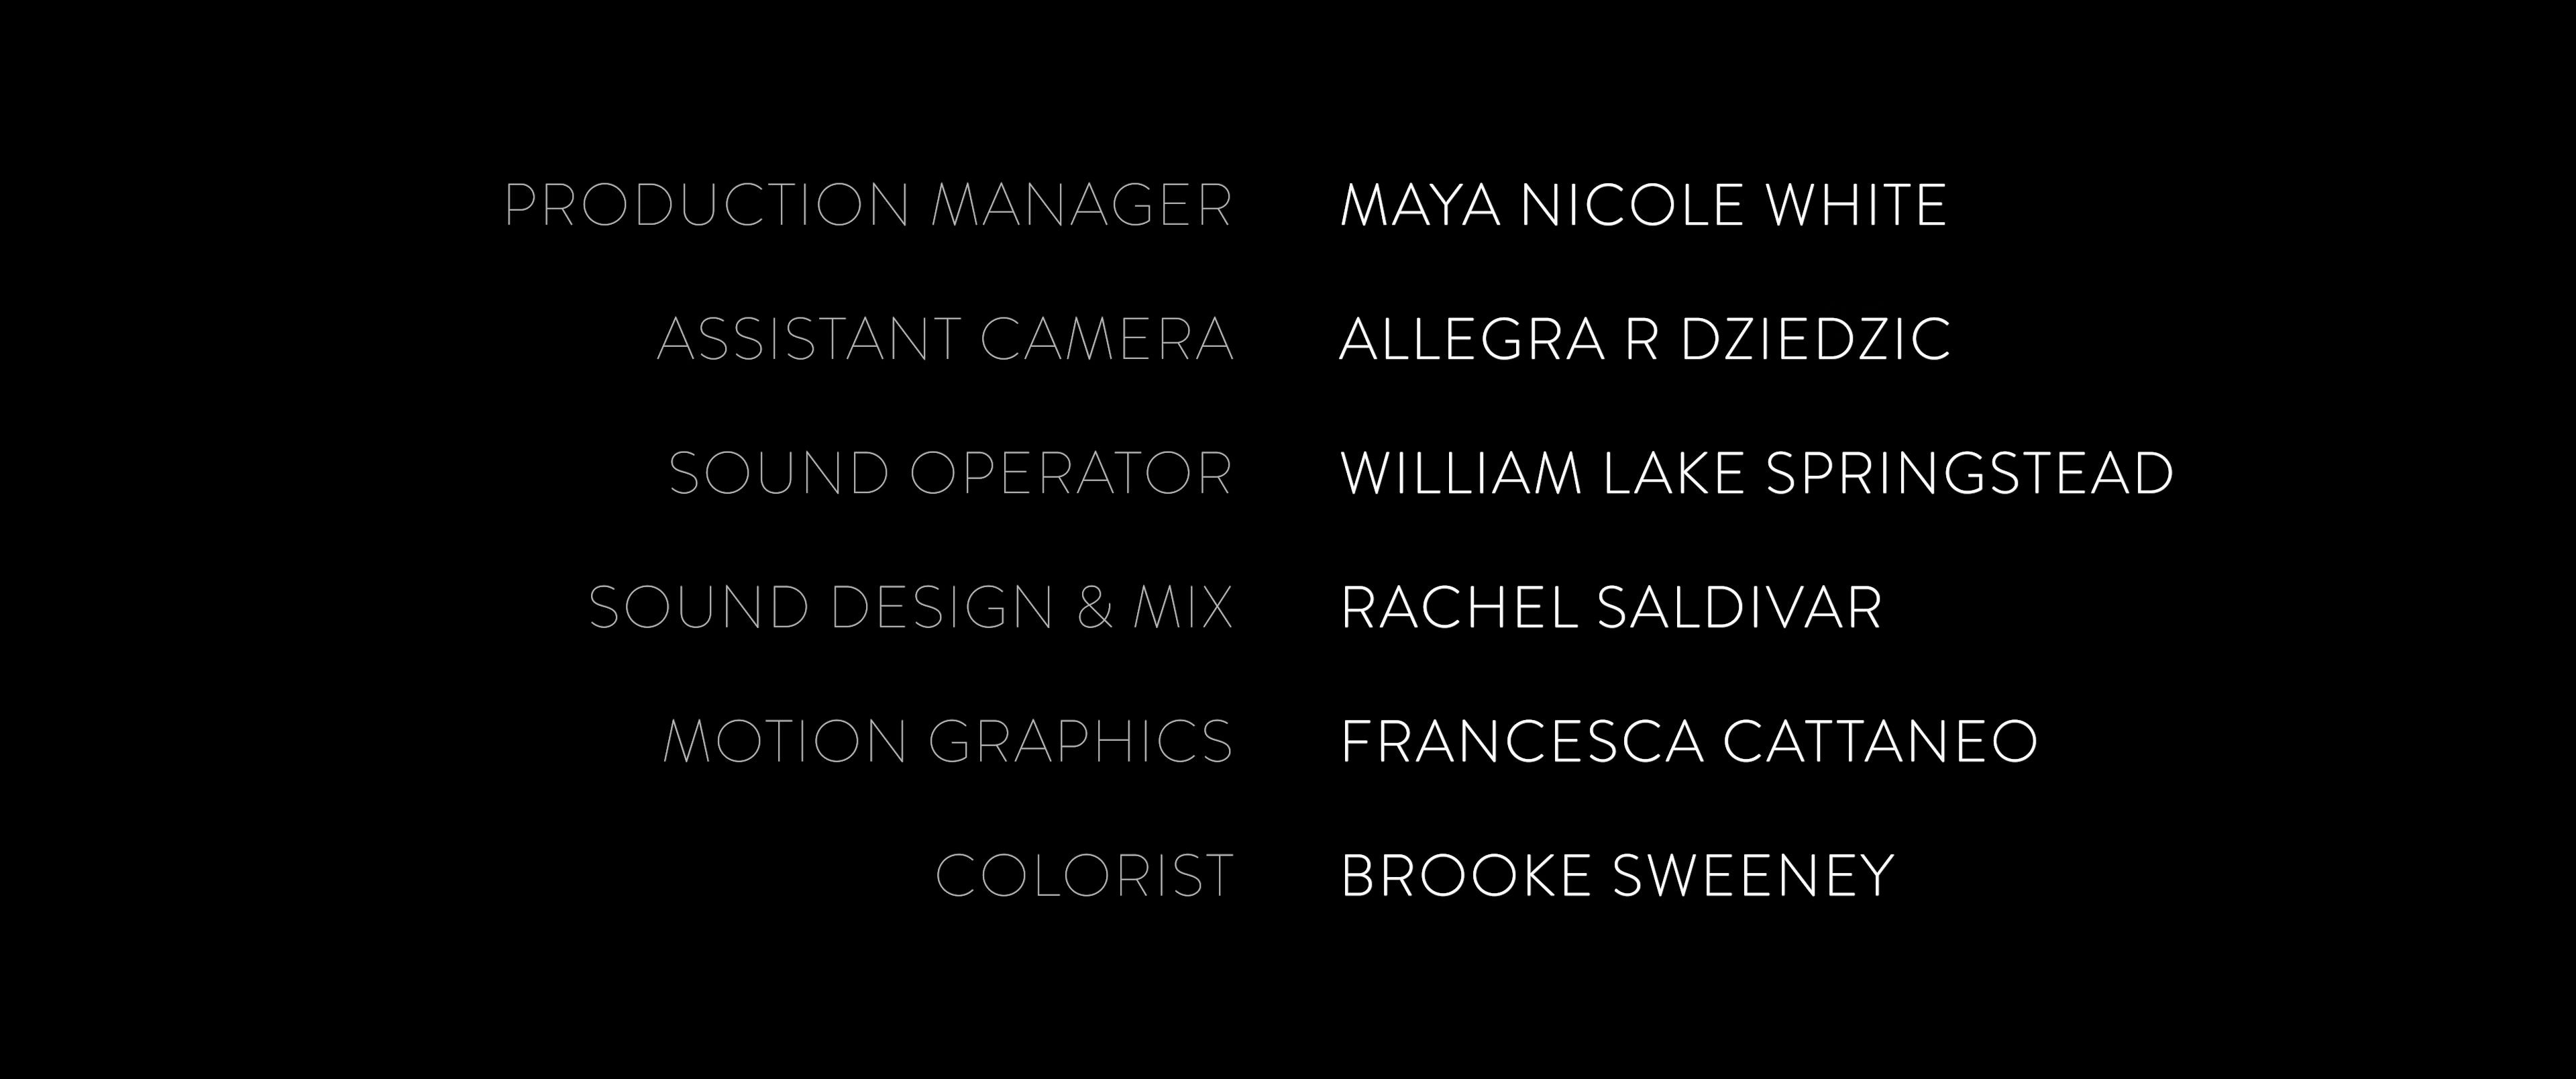 PRODUCTION MANAGER MAYA NICOLE WHITE
ASSISTANT CAMERA ALLEGRA R DZIEDZIC
SOUND OPERATOR WILLIAM LAKE SPRINGSTEAD
SOUND DESIGN & MIX RACHEL SALDIVAR
MOTION GRAPHICS FRANCESCA CATTANEO
COLORIST BROOKE SWEENEY